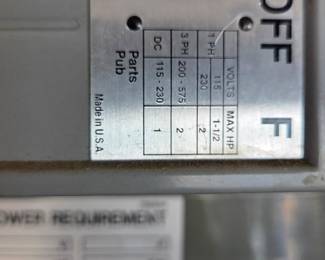 OFF F
VOLTS MAX HP
1 PH 115 1-1/2
230 2
3 PH 200-575 2
DC 115-230 1
Parts
Pub
Made in U.S.A.
OWER REQUIREMENT